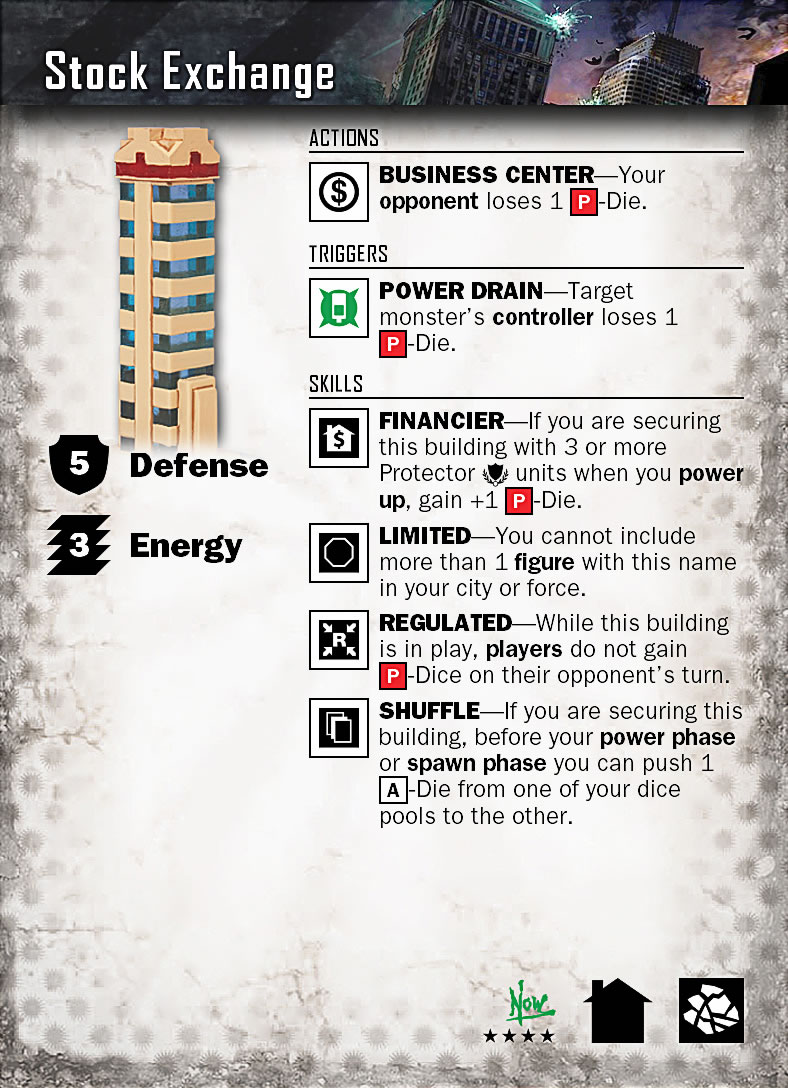 Stock Exchange
ACTIONS
$
BUSINESS CENTER—Your
opponent loses 1 P-Die.
TRIGGERS
POWER DRAIN—Target
monster's controller loses 1
P-Die.
SKILLS
$
FINANCIER—If you are securing
this building with 3 or more
Protector units when you power
up, gain +1 P-Die.
LIMITED—You cannot include
more than 1 figure with this name
in your city or force.
R
REGULATED—While this building
is in play, players do not gain
P-Dice on their opponent's turn.
SHUFFLE—If you are securing this
building, before your power phase
or spawn phase you can push 1
A-Die from one of your dice
pools to the other.
5 Defense
3 Energy
Now